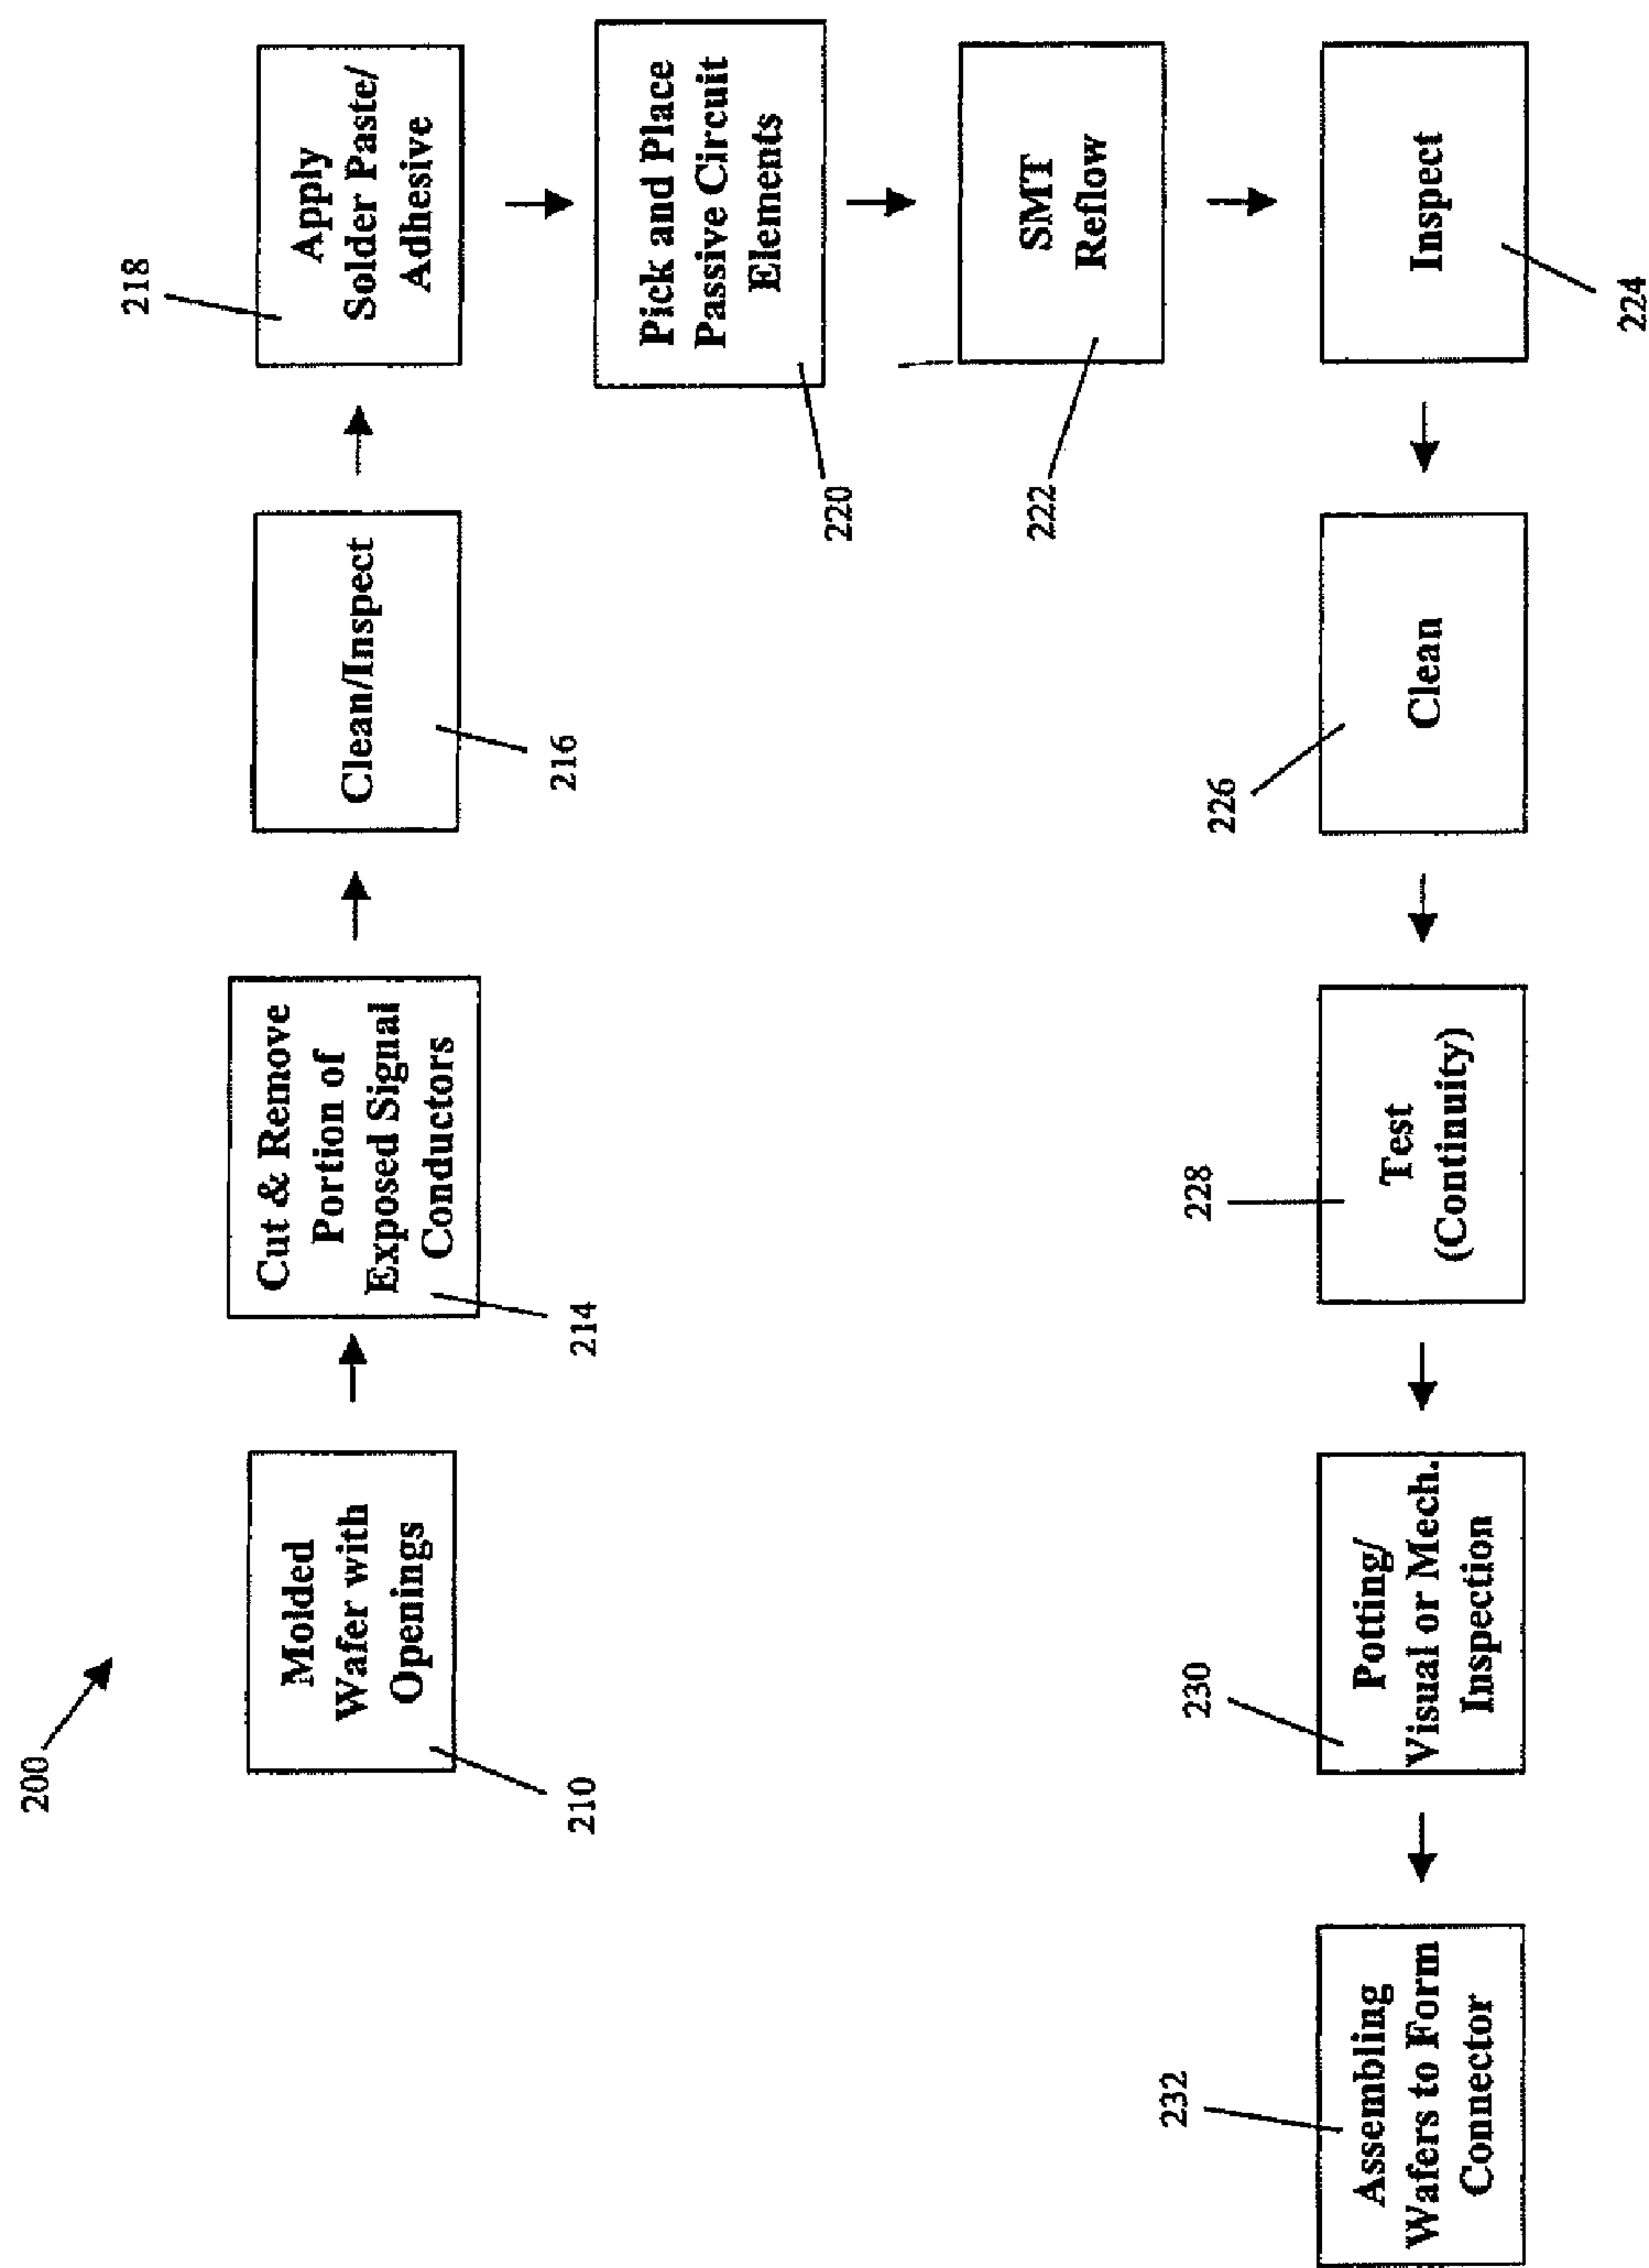 200
Molded
Wafer with
Openings
210
Cut & Remove
Portion of
Exposed Signal
Conductors
214
Clean/Inspect
216
Apply
Solder Paste/
Adhesive
218
Pick and Place
Passive Circuit
Elements
220
SMT
Reflow
222
Inspect
224
Clean
226
Test
(Continuity)
228
Potting/
Visual or Mech.
Inspection
230
Assembling
Wafers to Form
Connector
232